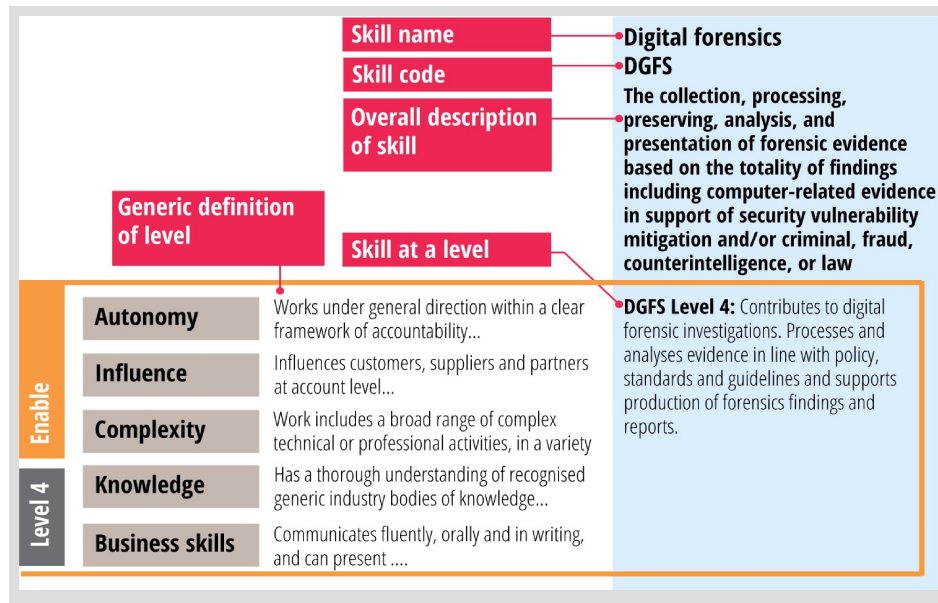 Skill name
Digital forensics
Skill code
DGFS
Overall description
of skill
The collection, processing,
preserving, analysis, and
presentation of forensic evidence
based on the totality of findings
including computer-related evidence
in support of security vulnerability
mitigation and/or criminal, fraud,
counterintelligence, or law
Generic definition
of level
Skill at a level
Enable
Level 4
Autonomy
Works under general direction within a clear
framework of accountability...
Influence
Influences customers, suppliers and partners
at account level...
Complexity
Work includes a broad range of complex
technical or professional activities, in a variety
Knowledge
Has a thorough understanding of recognised
generic industry bodies of knowledge...
Business skills
Communicates fluently, orally and in writing,
and can present ....
DGFS Level 4: Contributes to digital
forensic investigations. Processes and
analyses evidence in line with policy,
standards and guidelines and supports
production of forensics findings and
reports.